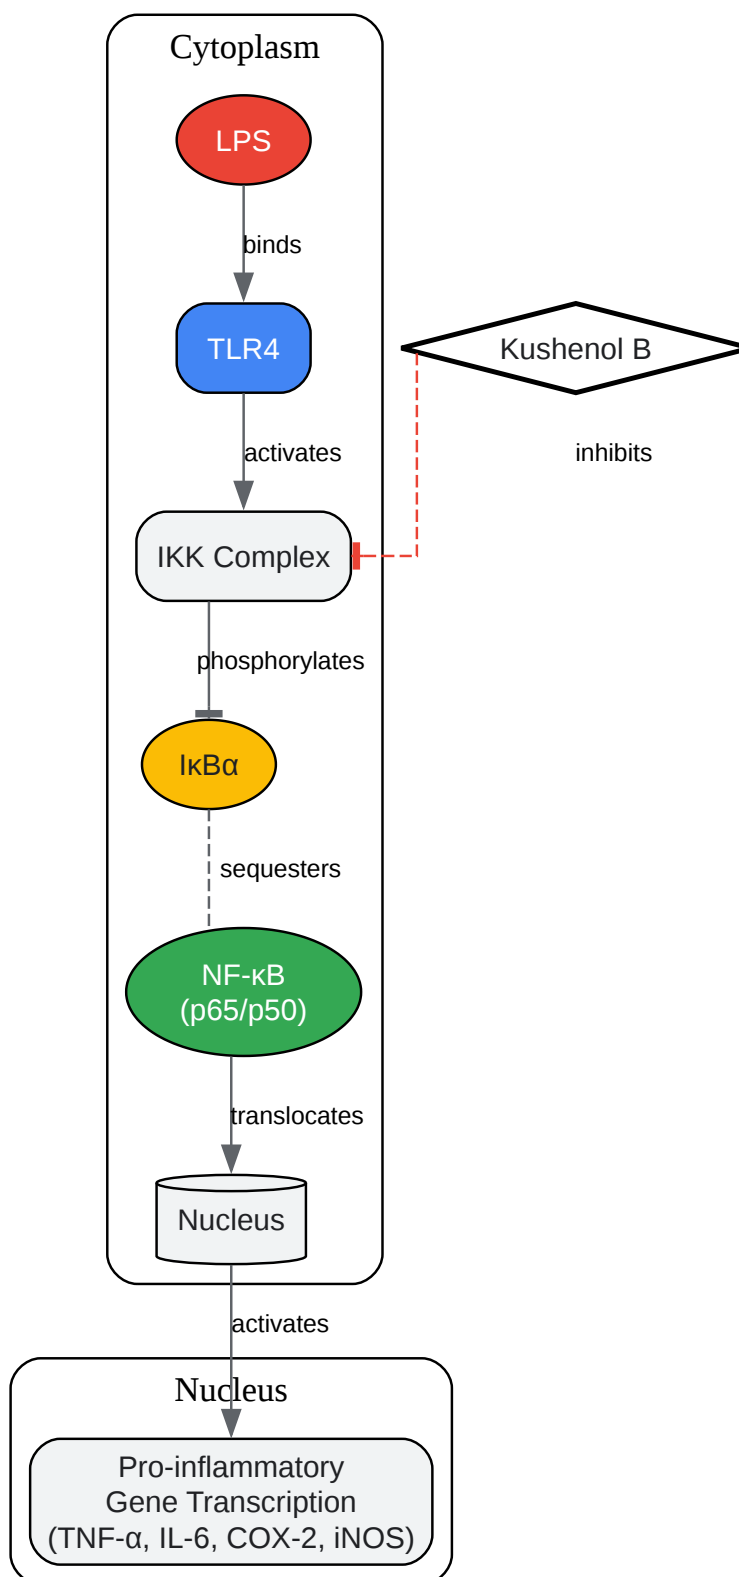 Cytoplasm
LPS
binds
TLR4
Kushenol B
activates
inhibits
IKK Complex
phosphorylates
IκBα
sequesters
NF-κB
(p65/p50)
translocates
Nucleus
activates
Nucleus
Pro-inflammatory
Gene Transcription
(TNF-α, IL-6, COX-2, iNOS)